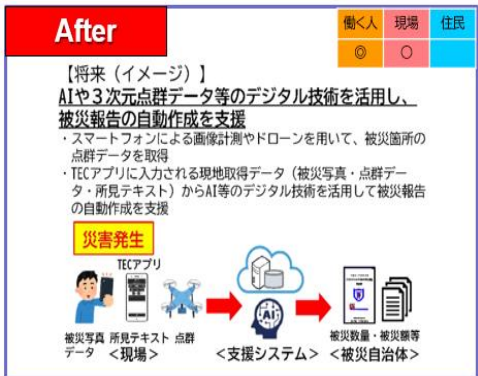 After
働く人 現場 住民
◎ ○
【将来（イメージ）】
AIや３次元点群データ等のデジタル技術を活用し、
被災報告の自動作成を支援
・スマートフォンによる画像計測やドローンを用いて、被災箇所の
点群データを取得
・TECアプリに入力される現地取得データ（被災写真・点群デー
タ・所見テキスト）からAI等のデジタル技術を活用して被災報告
の自動作成を支援
災害発生
TECアプリ
AI
被災写真 所見テキスト 点群
データ
＜現場＞ ＜支援システム＞
被災数量・被災額等
＜被災自治体＞